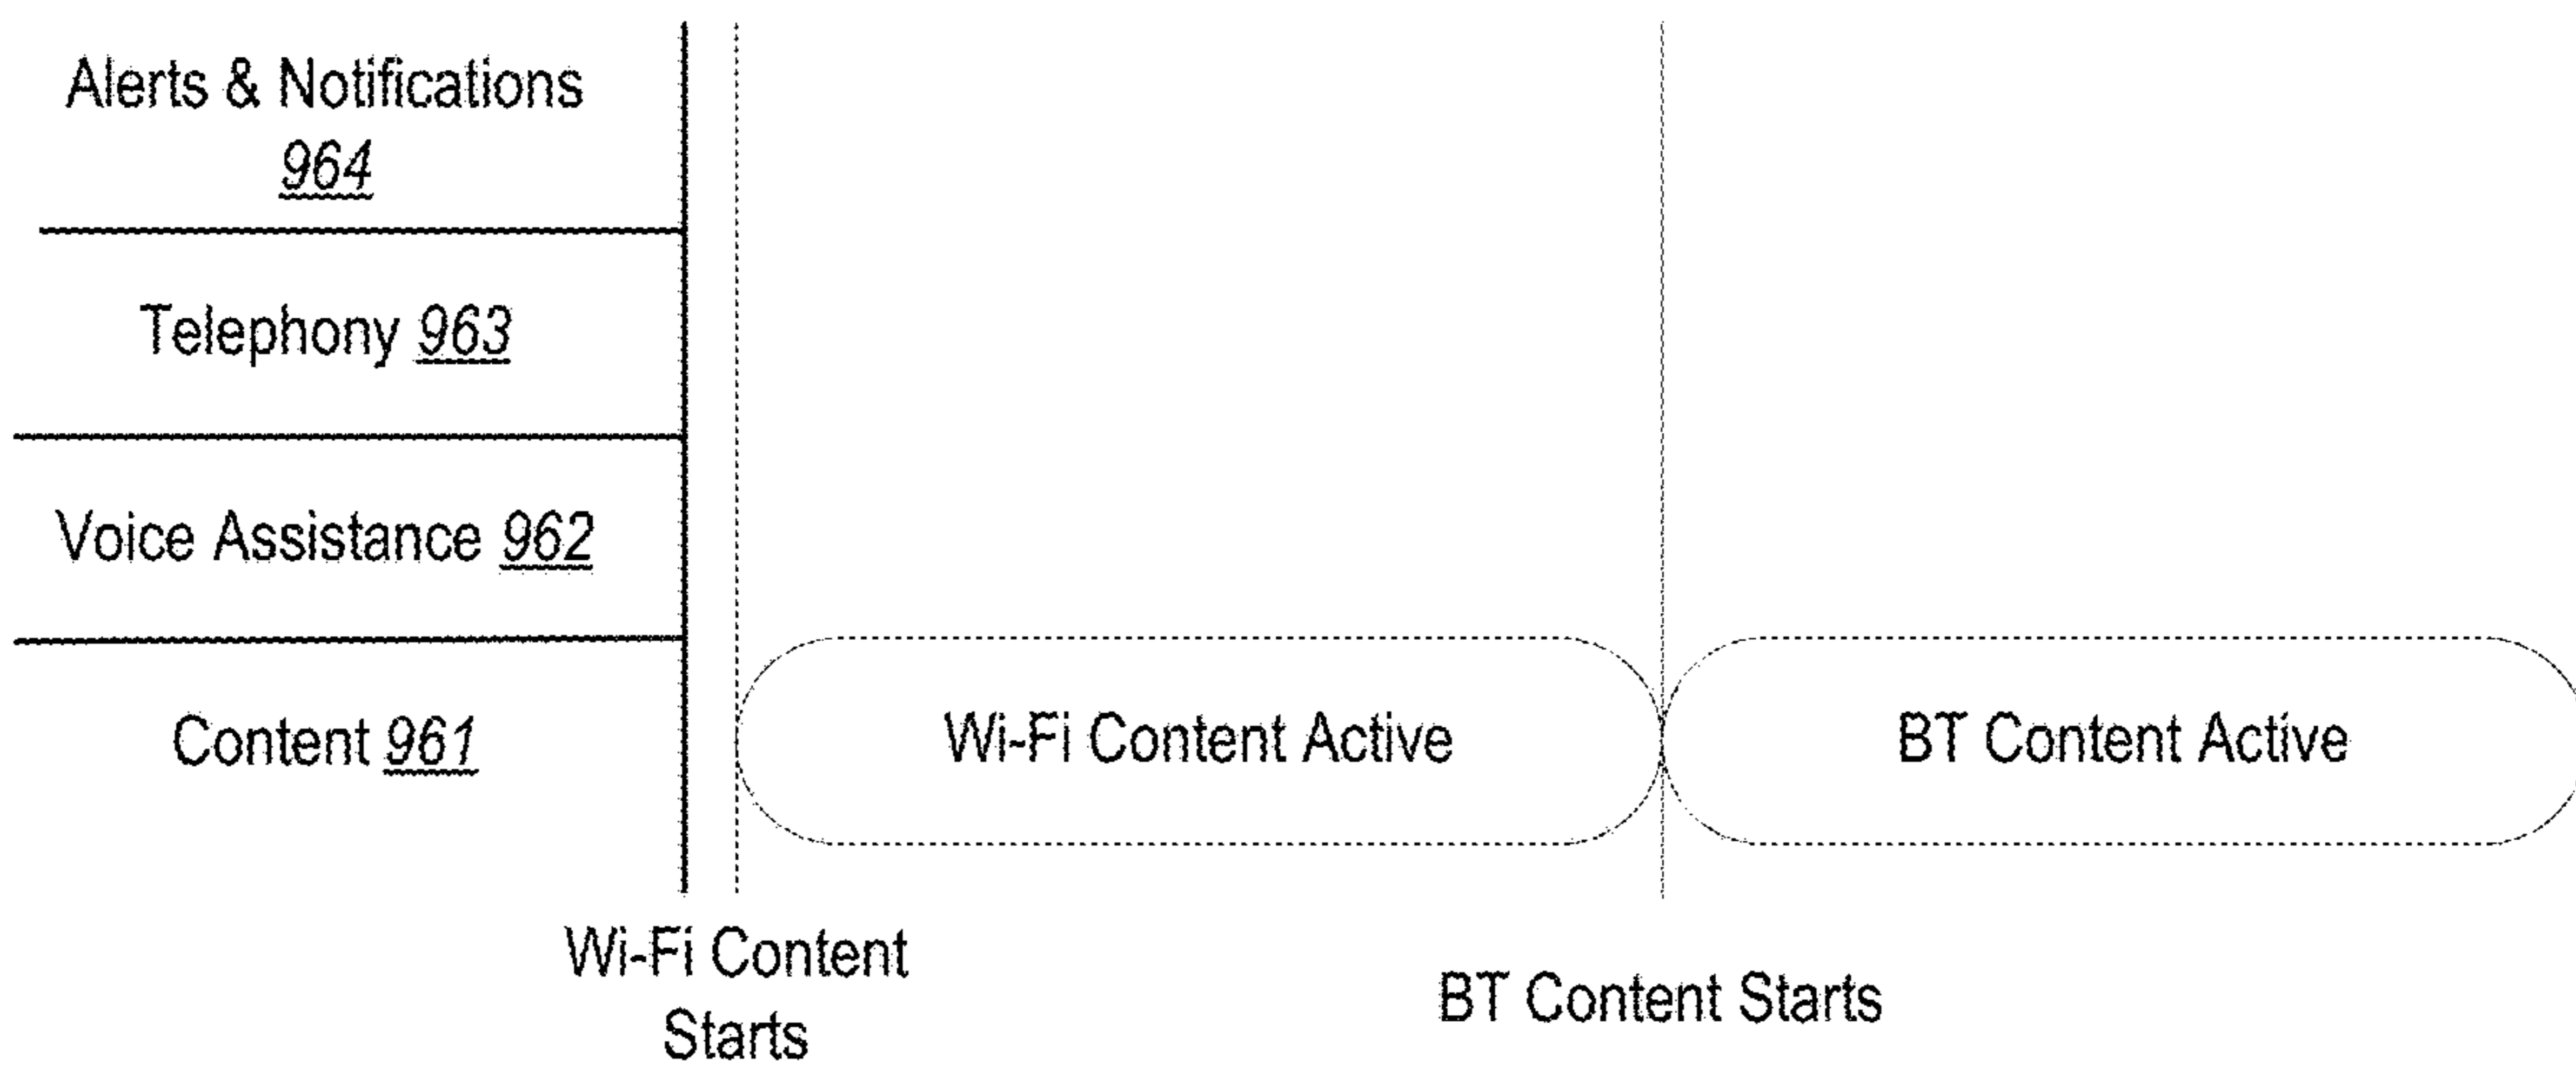 Alerts & Notifications
964
Telephony 963
Voice Assistance 962
Content 961
Wi-Fi Content Active
BT Content Active
Wi-Fi Content
Starts
BT Content Starts